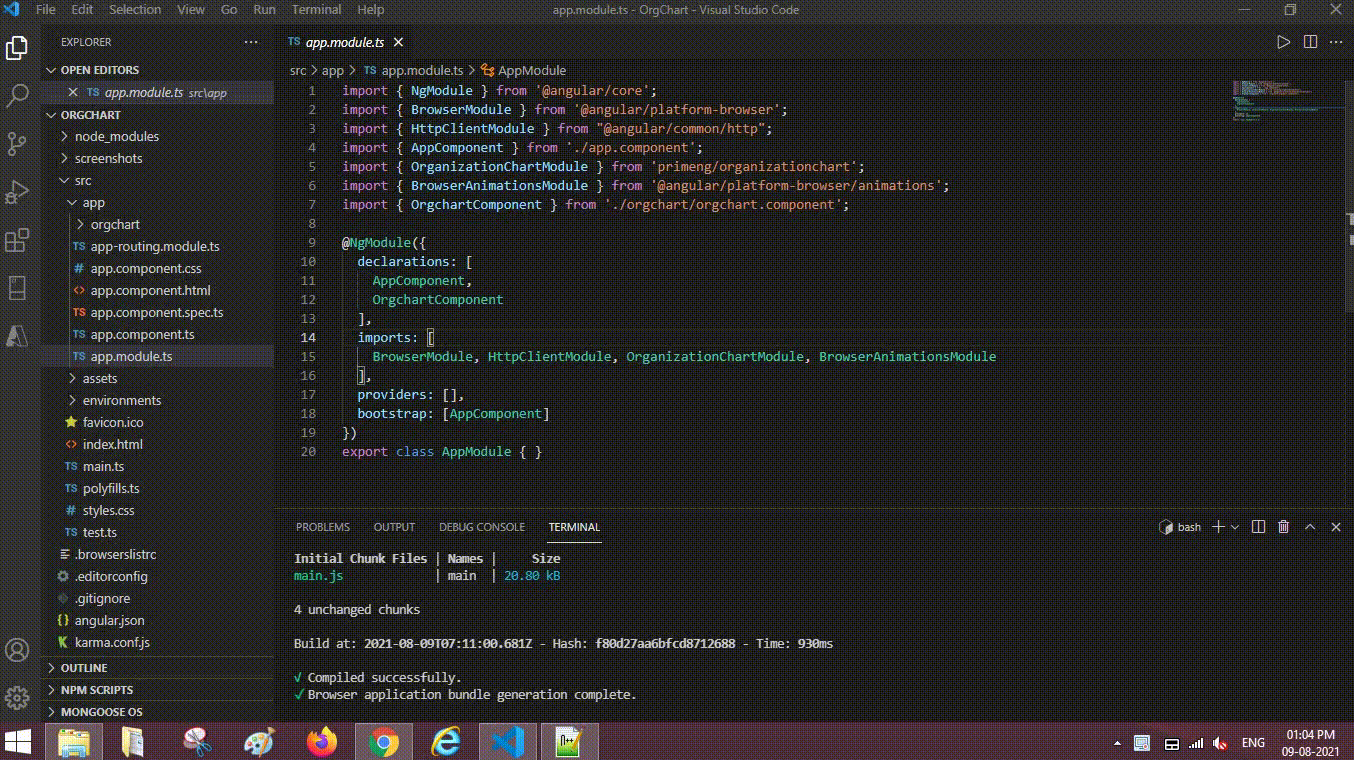 File Edit Selection View Go Run Terminal Help
app.module.ts - OrgChart - Visual Studio Code
EXPLORER
OPEN EDITORS
TS app.module.ts src\app
ORGCHART
node_modules
screenshots
src
app
orgchart
TS app-routing.module.ts
# app.component.css
<> app.component.html
TS app.component.spec.ts
TS app.component.ts
TS app.module.ts
assets
environments
favicon.ico
<> index.html
TS main.ts
TS polyfills.ts
# styles.css
TS test.ts
.browserslistrc
.editorconfig
.gitignore
{} angular.json
K karma.conf.js
OUTLINE
NPM SCRIPTS
MONGOOSE OS
TS app.module.ts
src > app > TS app.module.ts > AppModule
1 import { NgModule } from '@angular/core';
2 import { BrowserModule } from '@angular/platform-browser';
3 import { HttpClientModule } from "@angular/common/http";
4 import { AppComponent } from './app.component';
5 import { OrganizationChartModule } from 'primeng/organizationchart';
6 import { BrowserAnimationsModule } from '@angular/platform-browser/animations';
7 import { OrgchartComponent } from './orgchart/orgchart.component';
8
9 @NgModule({
10 declarations: [
11 AppComponent,
12 OrgchartComponent
13 ],
14 imports: [
15 BrowserModule, HttpClientModule, OrganizationChartModule, BrowserAnimationsModule
16 ],
17 providers: [],
18 bootstrap: [AppComponent]
19 })
20 export class AppModule { }
PROBLEMS OUTPUT DEBUG CONSOLE TERMINAL
bash
Initial Chunk Files | Names | Size
main.js | main | 20.80 kB
4 unchanged chunks
Build at: 2021-08-09T07:11:00.681Z - Hash: f80d27aa6bfcd8712688 - Time: 930ms
√ Compiled successfully.
✓ Browser application bundle generation complete.
ENG
01:04 PM
09-08-2021